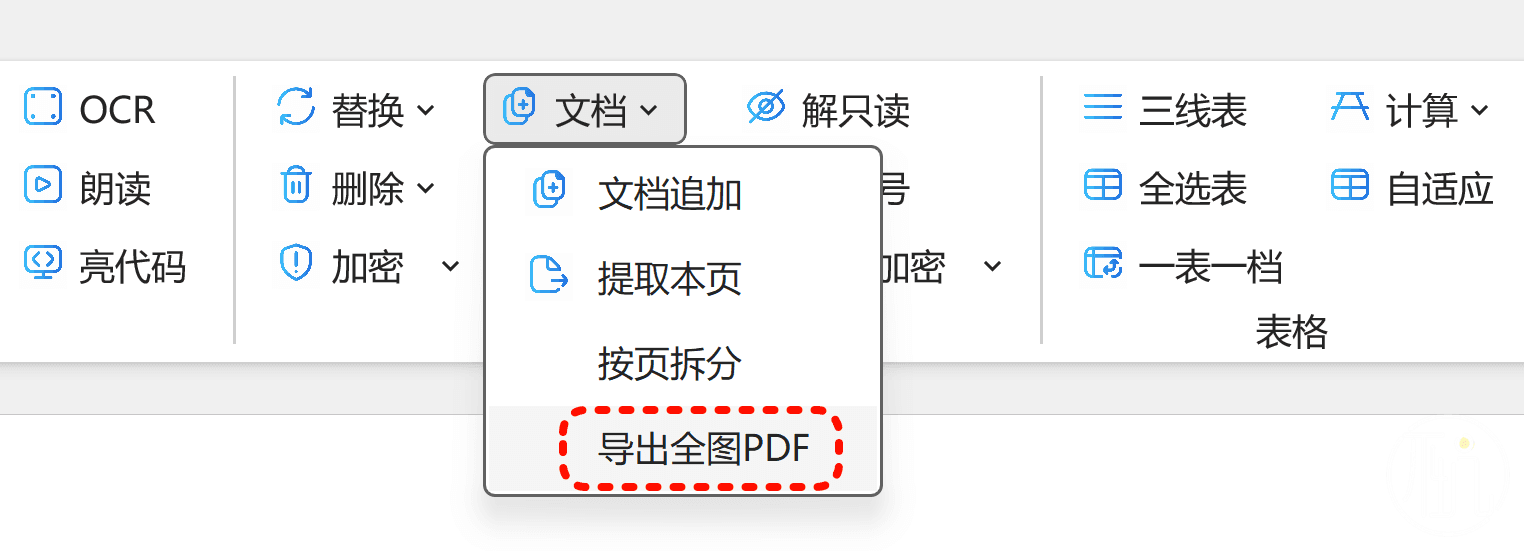 OCR
替换
文档
解只读
三线表
计算
朗读
删除
文档追加
号
全选表
自适应
亮代码
加密
提取本页
加密
一表一档
按页拆分
表格
导出全图PDF